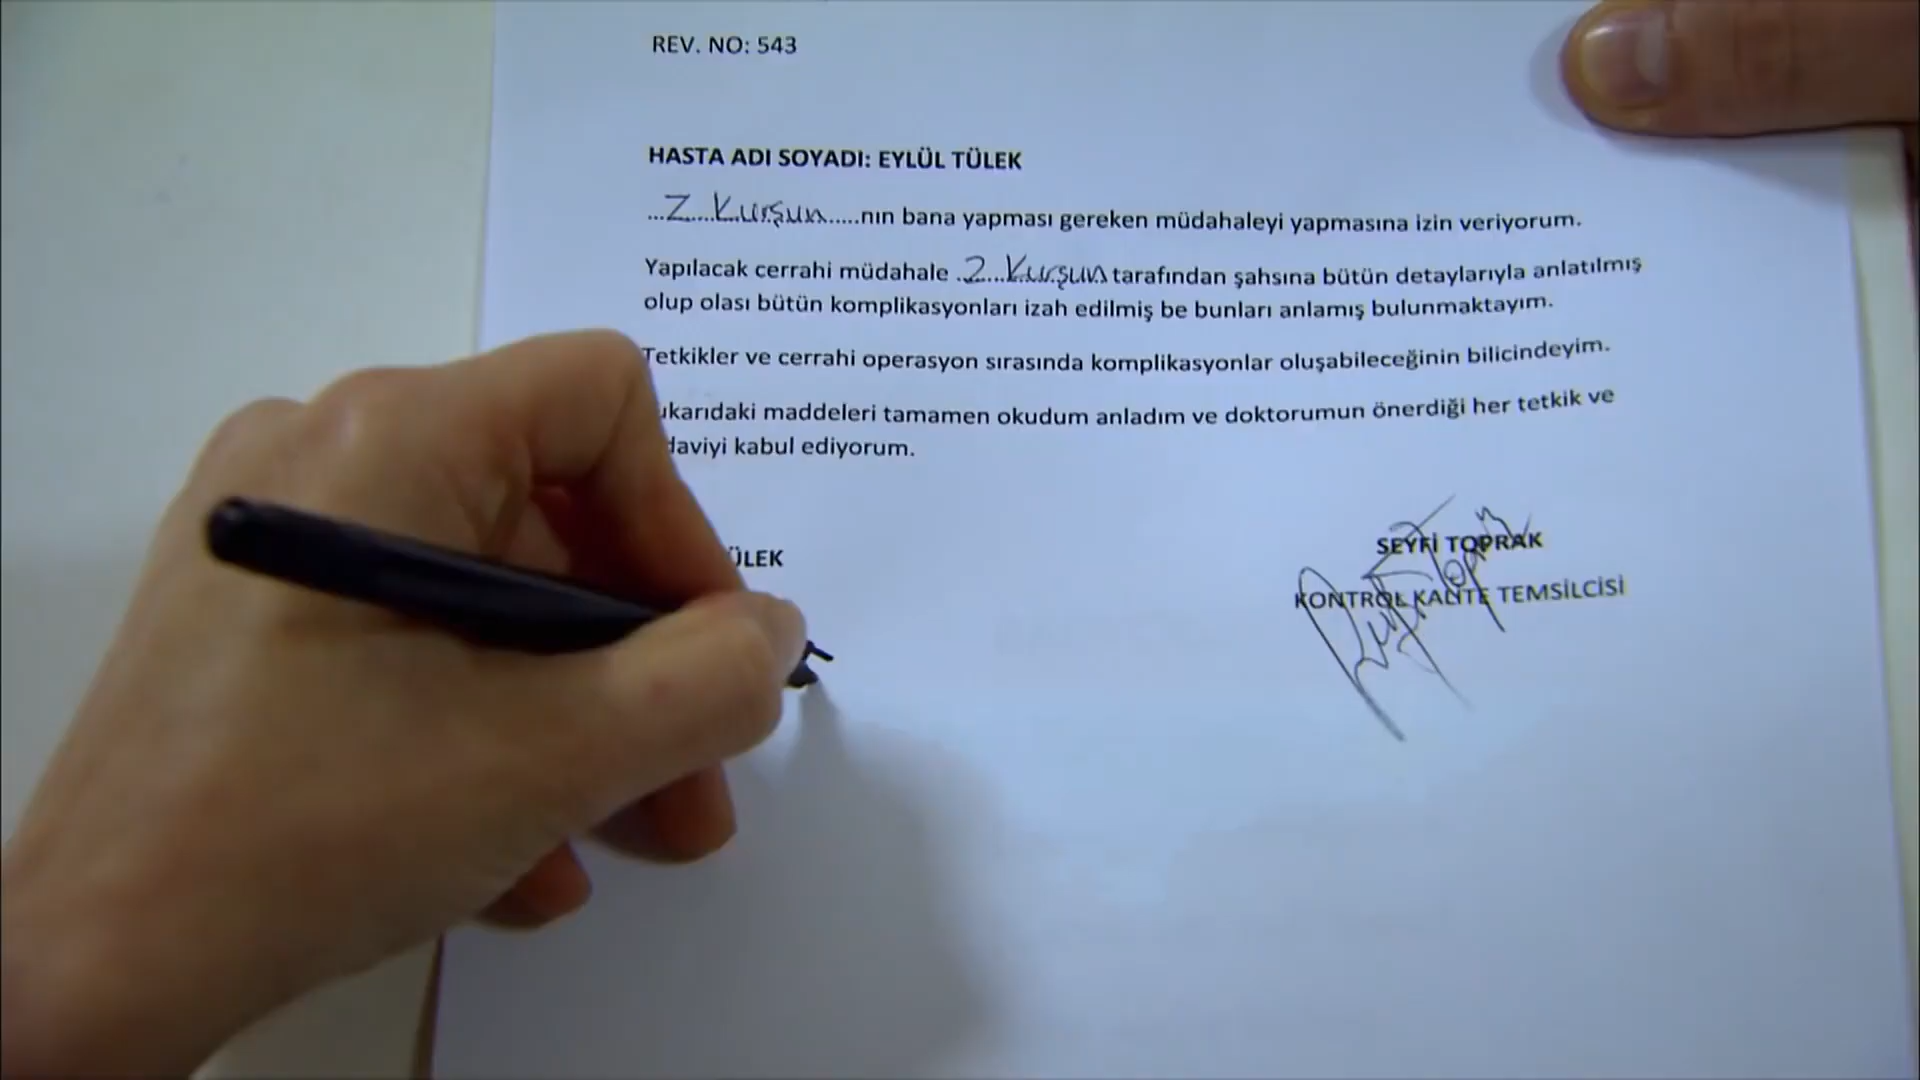 REV. NO: 543
HASTA ADI SOYADI: EYLÜL TÜLEK
...Z....Kurşun.....nın bana yapması gereken müdahaleyi yapmasına izin veriyorum.
Yapılacak cerrahi müdahale .2...Kurşun tarafından şahsına bütün detaylarıyla anlatılmış
olup olası bütün komplikasyonları izah edilmiş be bunları anlamış bulunmaktayım.
Tetkikler ve cerrahi operasyon sırasında komplikasyonlar oluşabileceğinin bilicindeyim.
ukarıdaki maddeleri tamamen okudum anladım ve doktorumun önerdiği her tetkik ve
daviyi kabul ediyorum.
ÜLEK
SEYFİ TOPRAK
KONTROL KALİTE TEMSİLCİSİ